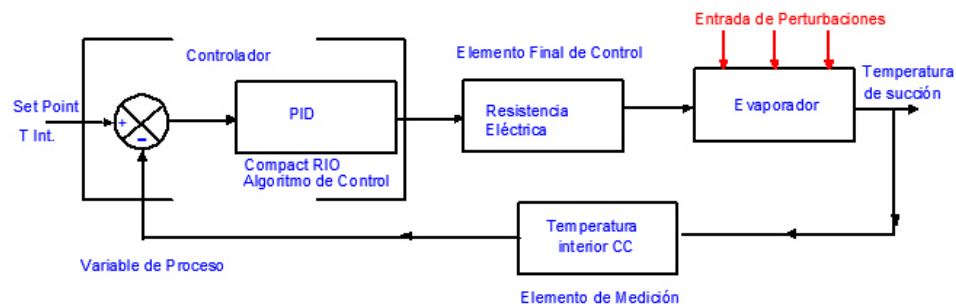 Entrada de Perturbaciones
Controlador
Elemento Final de Control
Temperatura
de succión
Set Point
T Int.
+
-
PID
Resistencia
Eléctrica
Evaporador
Compact RIO
Algoritmo de Control
Temperatura
interior CC
Variable de Proceso
Elemento de Medición